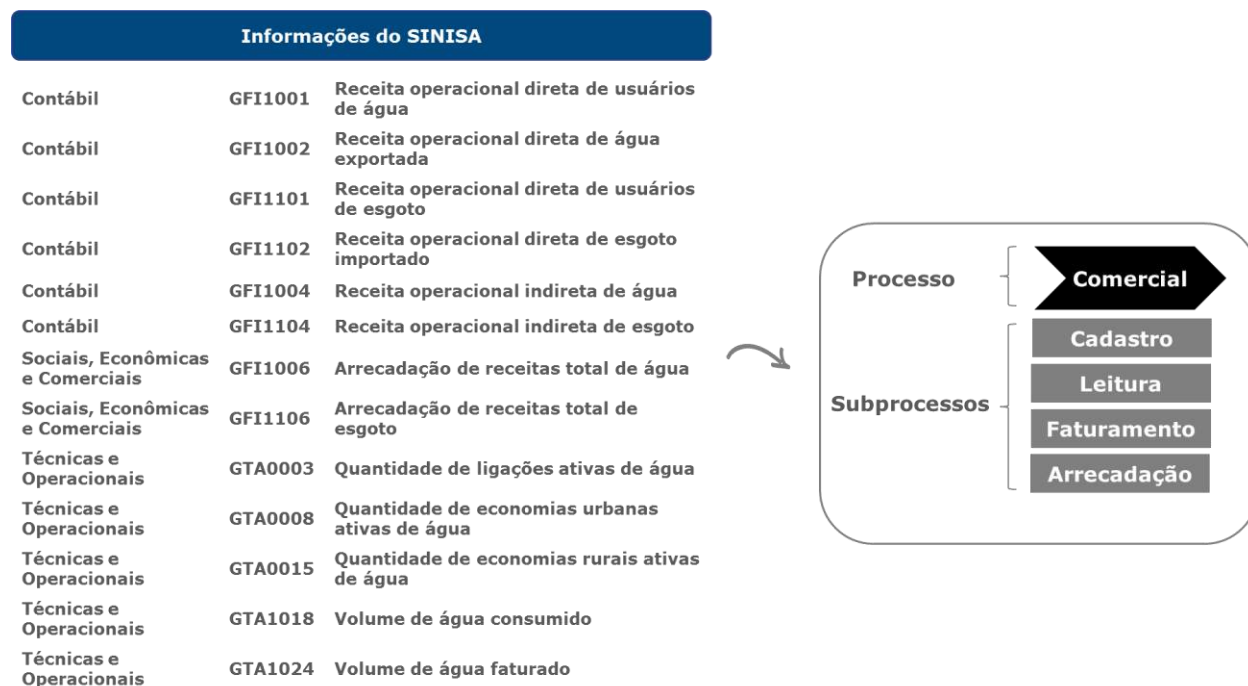 Informações do SINISA
Contábil GFI1001 Receita operacional direta de usuários
de água
Contábil GFI1002 Receita operacional direta de água
exportada
Contábil GFI1101 Receita operacional direta de usuários
de esgoto
Contábil GFI1102 Receita operacional direta de esgoto
importado
Contábil GFI1004 Receita operacional indireta de água
Contábil GFI1104 Receita operacional indireta de esgoto
Sociais, Econômicas
e Comerciais GFI1006 Arrecadação de receitas total de água
Sociais, Econômicas
e Comerciais GFI1106 Arrecadação de receitas total de
esgoto
Técnicas e
Operacionais GTA0003 Quantidade de ligações ativas de água
Técnicas e
Operacionais GTA0008 Quantidade de economias urbanas
ativas de água
Técnicas e
Operacionais GTA0015 Quantidade de economias rurais ativas
de água
Técnicas e
Operacionais GTA1018 Volume de água consumido
Técnicas e
Operacionais GTA1024 Volume de água faturado
Processo Comercial
Subprocessos
Cadastro
Leitura
Faturamento
Arrecadação